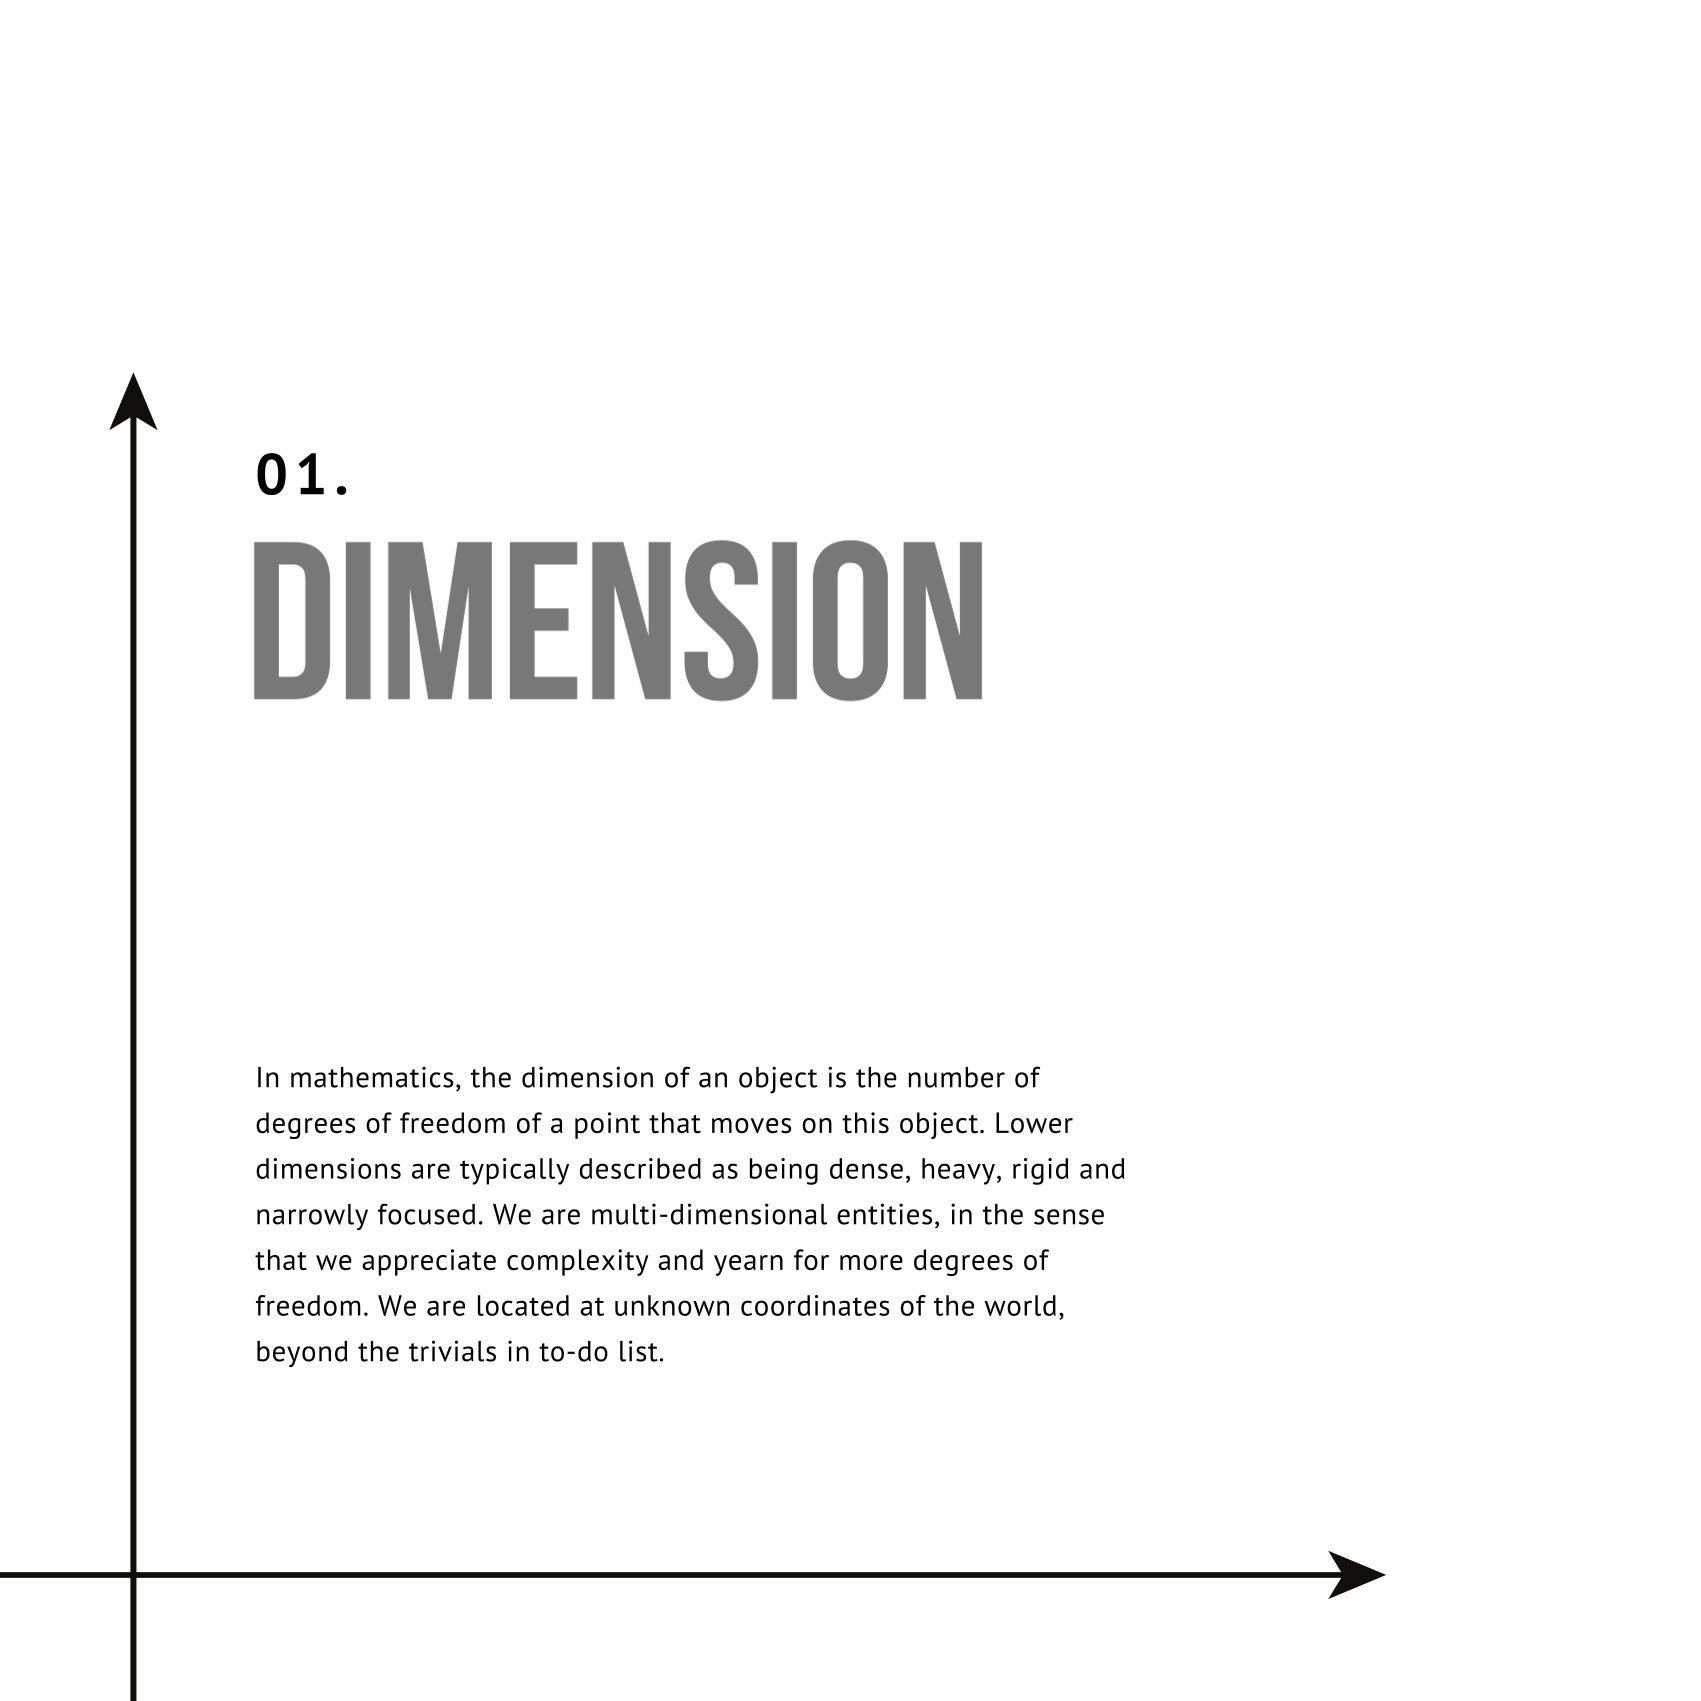 01.
DIMENSION
In mathematics, the dimension of an object is the number of
degrees of freedom of a point that moves on this object. Lower
dimensions are typically described as being dense, heavy, rigid and
narrowly focused. We are multi-dimensional entities, in the sense
that we appreciate complexity and yearn for more degrees of
freedom. We are located at unknown coordinates of the world,
beyond the trivials in to-do list.